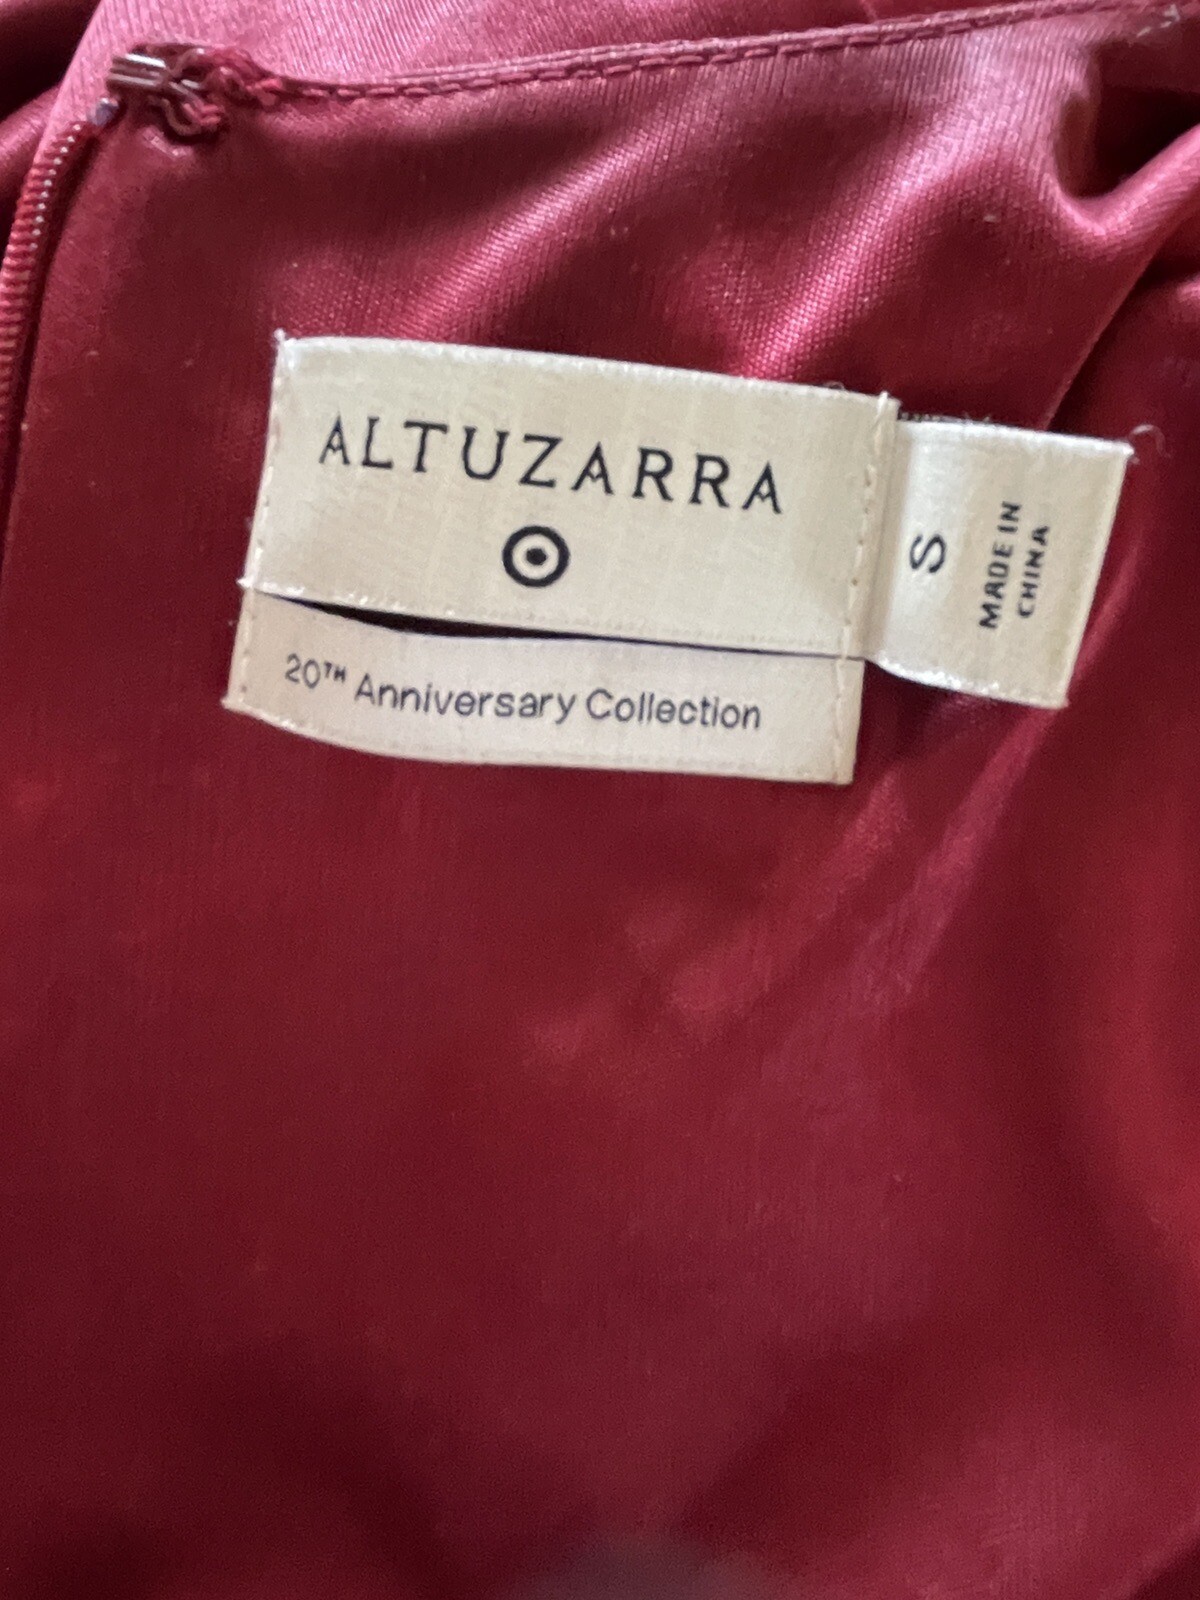 ALTUZARRA
20TH Anniversary Collection
S
MADE IN
CHINA